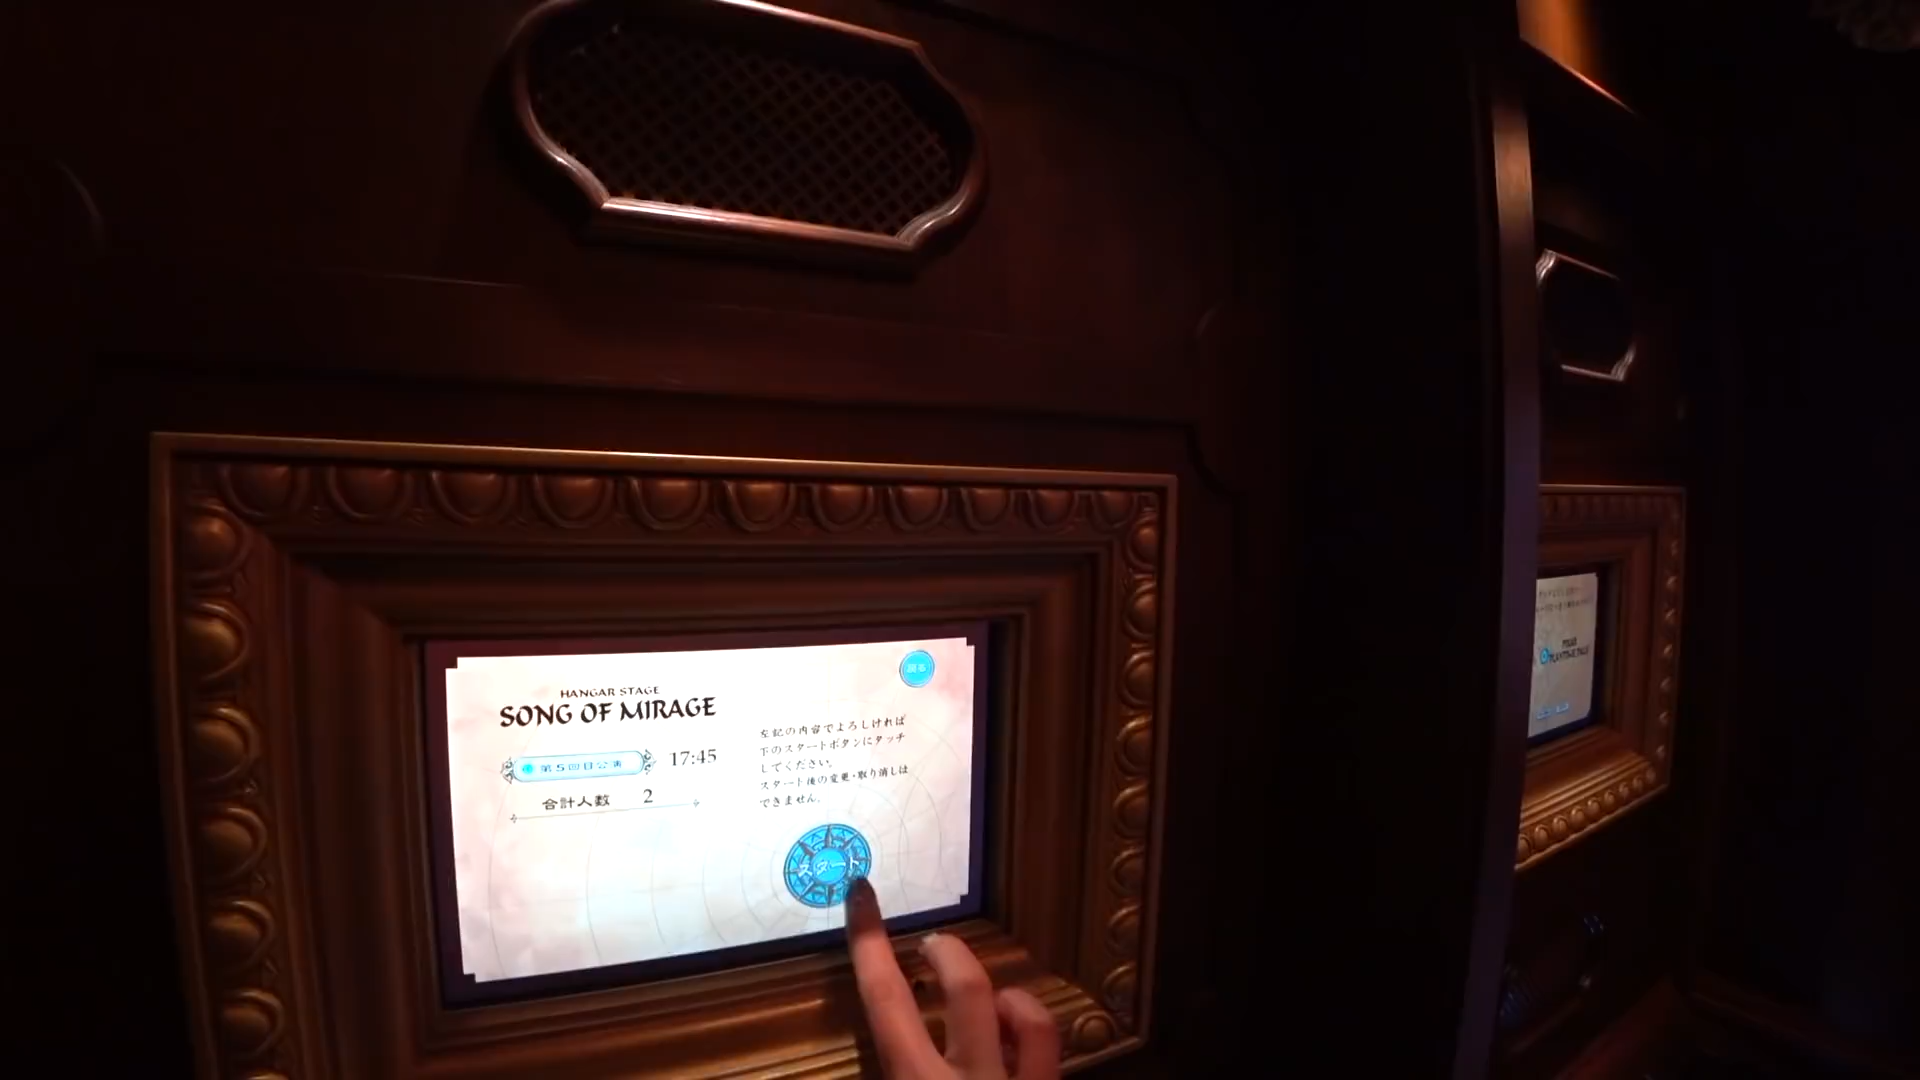 HANGAR STAGE
SONG OF MIRAGE
第5回目公演 17:45
合計人数 2
戻る
左記の内容でよろしければ
下のスタートボタンにタッチ
してください。
スタート後の変更・取り消しは
できません。
スタート